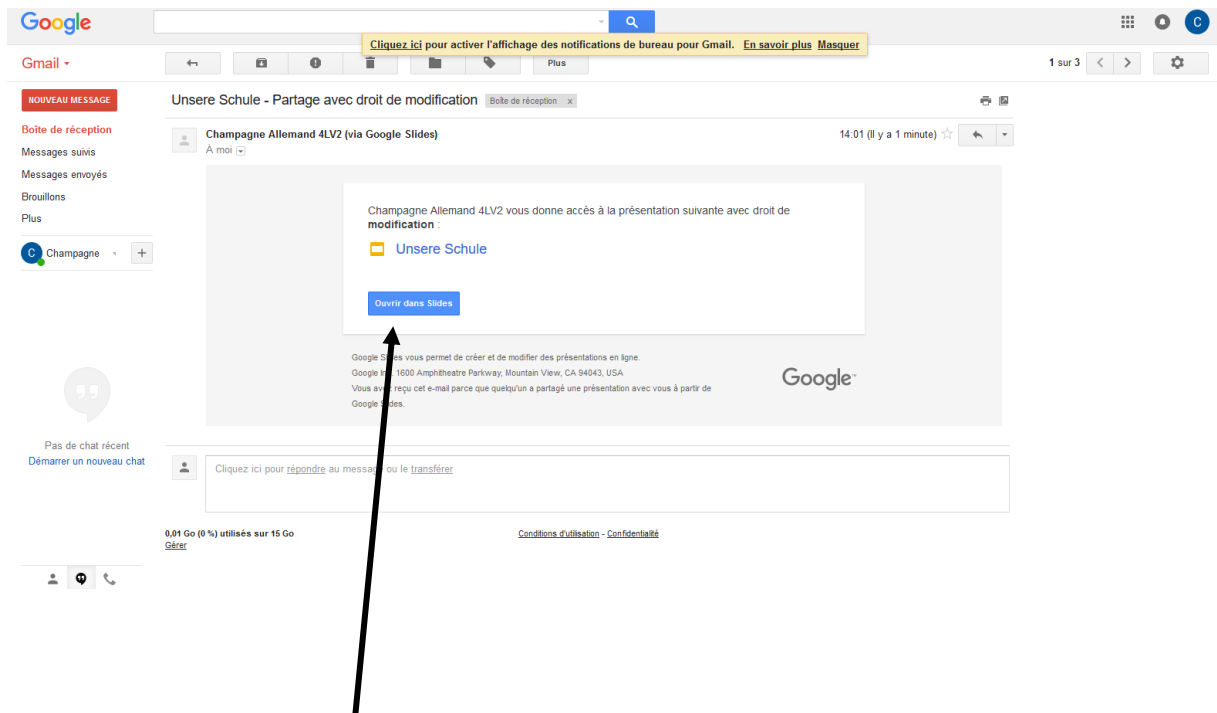 Google
C
Cliquez ici pour activer l'affichage des notifications de bureau pour Gmail. En savoir plus Masquer
Gmail
Plus
1 sur 3
NOUVEAU MESSAGE
Unsere Schule - Partage avec droit de modification Boîte de réception x
Boîte de réception
Messages suivis
Messages envoyés
Brouillons
Plus
C Champagne +
Champagne Allemand 4LV2 (via Google Slides)
14:01 (Il y a 1 minute)
À moi
Champagne Allemand 4LV2 vous donne accès à la présentation suivante avec droit de
modification :
Unsere Schule
Ouvrir dans Slides
Google Slides vous permet de créer et de modifier des présentations en ligne.
Google Inc. 1600 Amphitheatre Parkway, Mountain View, CA 94043, USA
Vous avez reçu cet e-mail parce que quelqu'un a partagé une présentation avec vous à partir de
Google Slides.
Google™
Pas de chat récent
Démarrer un nouveau chat
Cliquez ici pour répondre au message ou le transférer
0,01 Go (0 %) utilisés sur 15 Go
Gérer
Conditions d'utilisation - Confidentialité